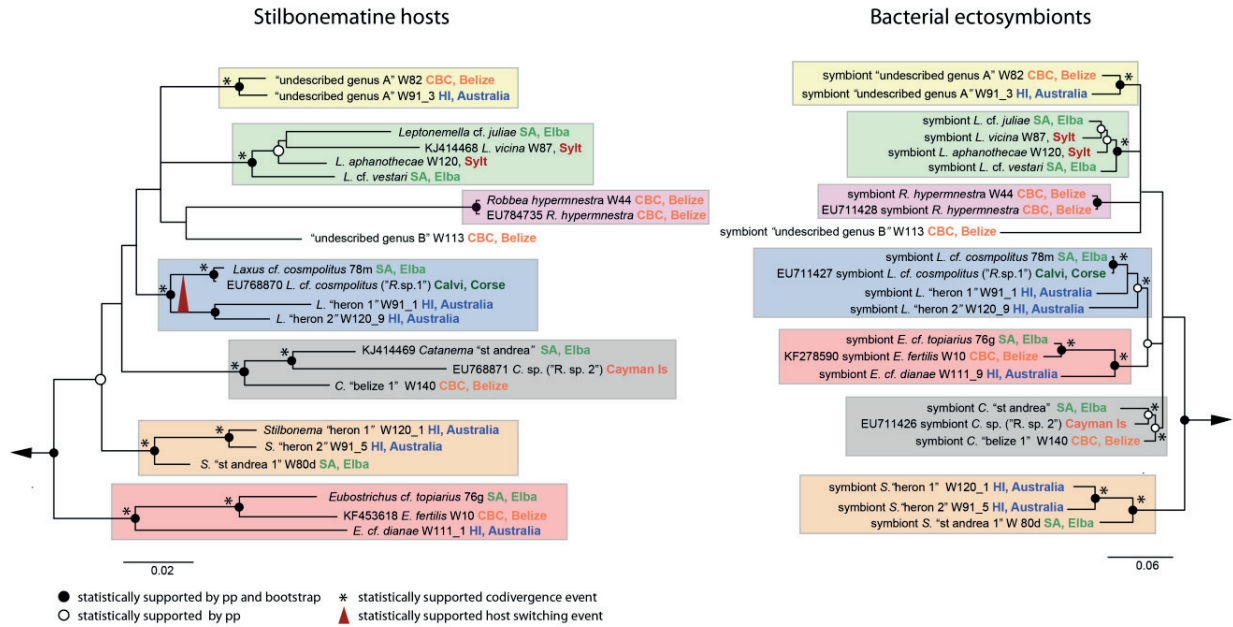 Stilbonematine hosts
"undescribed genus A" W82 CBC, Belize
"undescribed genus A" W91_3 HI, Australia
Leptonemella cf. juliae SA, Elba
KJ414468 L. vicina W87, Sylt
L. aphanothecae W120, Sylt
L. cf. vestari SA, Elba
Robbea hypermnestra W44 CBC, Belize
EU784735 R. hypermnestra CBC, Belize
"undescribed genus B" W113 CBC, Belize
Laxus cf. cosmpolitus 78m SA, Elba
EU768870 L. cf. cosmpolitus ("R.sp.1") Calvi, Corse
L. "heron 1" W91_1 HI, Australia
L. "heron 2" W120_9 HI, Australia
KJ414469 Catanema "st andrea" SA, Elba
EU768871 C. sp. ("R. sp. 2") Cayman Is
C. "belize 1" W140 CBC, Belize
Stilbonema "heron 1" W120_1 HI, Australia
S. "heron 2" W91_5 HI, Australia
S. "st andrea 1" W80d SA, Elba
Eubostrichus cf. topiarius 76g SA, Elba
KF453618 E. fertilis W10 CBC, Belize
E. cf. dianae W111_1 HI, Australia
0.02
Bacterial ectosymbionts
symbiont "undescribed genus A" W82 CBC, Belize
symbiont "undescribed genus A" W91_3 HI, Australia
symbiont L. cf. juliae SA, Elba
symbiont L. vicina W87, Sylt
symbiont L. aphanothecae W120, Sylt
symbiont L. cf. vestari SA, Elba
symbiont R. hypermnestra W44 CBC, Belize
EU711428 symbiont R. hypermnestra CBC, Belize
symbiont "undescribed genus B" W113 CBC, Belize
symbiont L. cf. cosmpolitus 78m SA, Elba
EU711427 symbiont L. cf. cosmpolitus ("R.sp.1") Calvi, Corse
symbiont L. "heron 1" W91_1 HI, Australia
symbiont L. "heron 2" W120_9 HI, Australia
symbiont E. cf. topiarius 76g SA, Elba
KF278590 symbiont E. fertilis W10 CBC, Belize
symbiont E. cf. dianae W111_9 HI, Australia
symbiont C. "st andrea" SA, Elba
EU711426 symbiont C. sp. ("R. sp. 2") Cayman Is
symbiont C. "belize 1" W140 CBC, Belize
symbiont S."heron 1" W120_1 HI, Australia
symbiont S."heron 2" W91_5 HI, Australia
symbiont S. "st andrea 1" W 80d SA, Elba
0.06
statistically supported by pp and bootstrap
statistically supported by pp
* statistically supported codivergence event
statistically supported host switching event